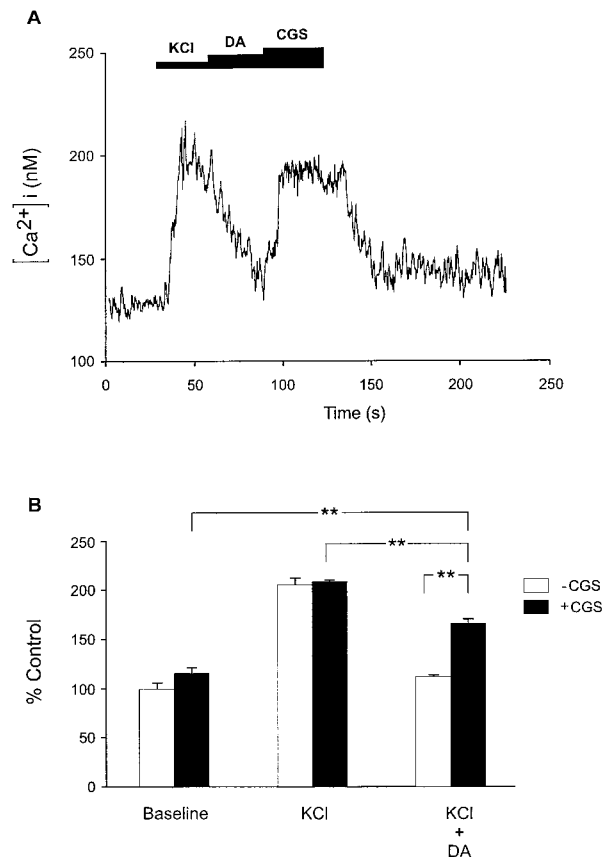 A
KCl DA CGS
250
200
150
100
[Ca2+] i (nM)
0 50 100 150 200 250
Time (s)
B
**
**
**
250
200
150
100
50
0
% Control
-CGS
+CGS
Baseline KCl KCl
+
DA